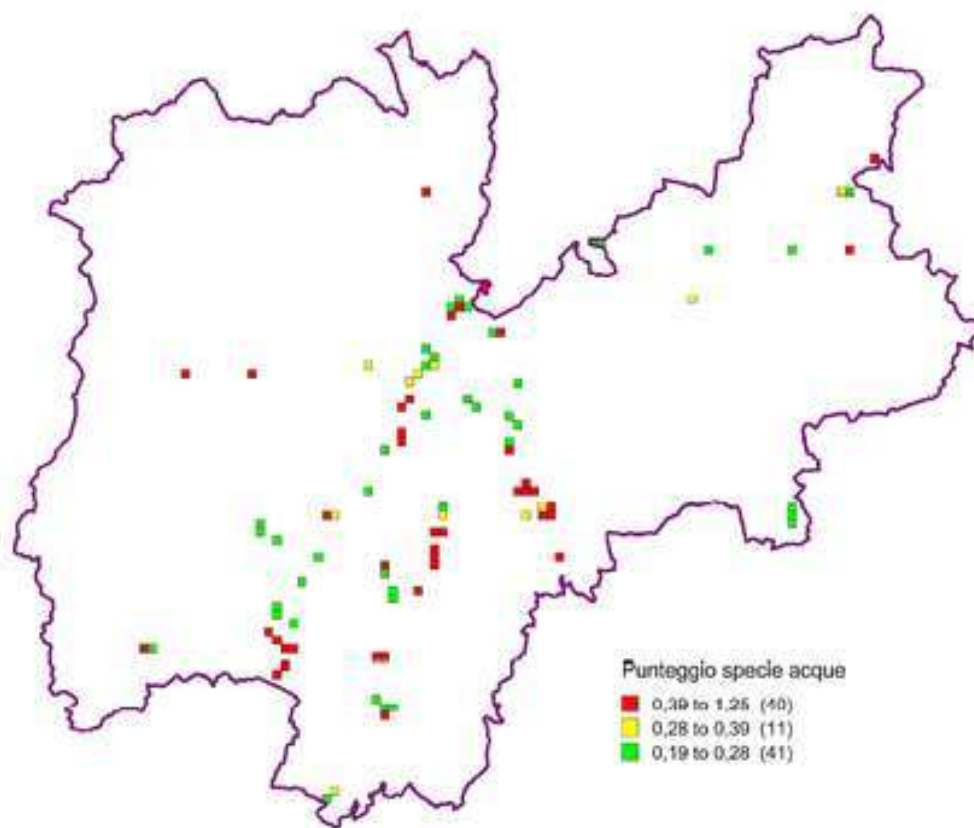 Punteggio specie acque
0,39 to 1,25 (40)
0,28 to 0,39 (11)
0,19 to 0,28 (41)